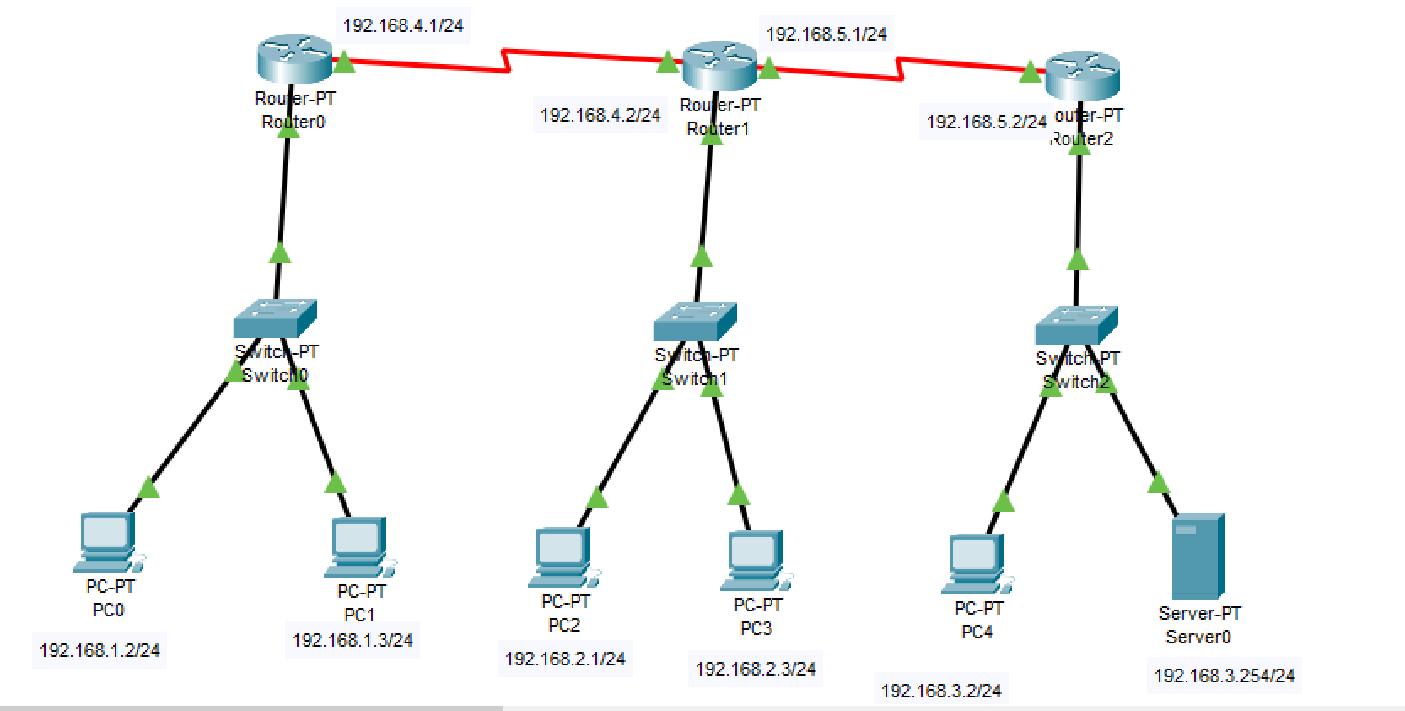 192.168.4.1/24
192.168.5.1/24
Router-PT
Router0
192.168.4.2/24
Router-PT
Router1
192.168.5.2/24
outer-PT
Router2
Switch-PT
Switch0
Switch-PT
Switch1
Switch-PT
Switch2
PC-PT
PC0
192.168.1.2/24
PC-PT
PC1
192.168.1.3/24
PC-PT
PC2
192.168.2.1/24
PC-PT
PC3
192.168.2.3/24
PC-PT
PC4
192.168.3.2/24
Server-PT
Server0
192.168.3.254/24